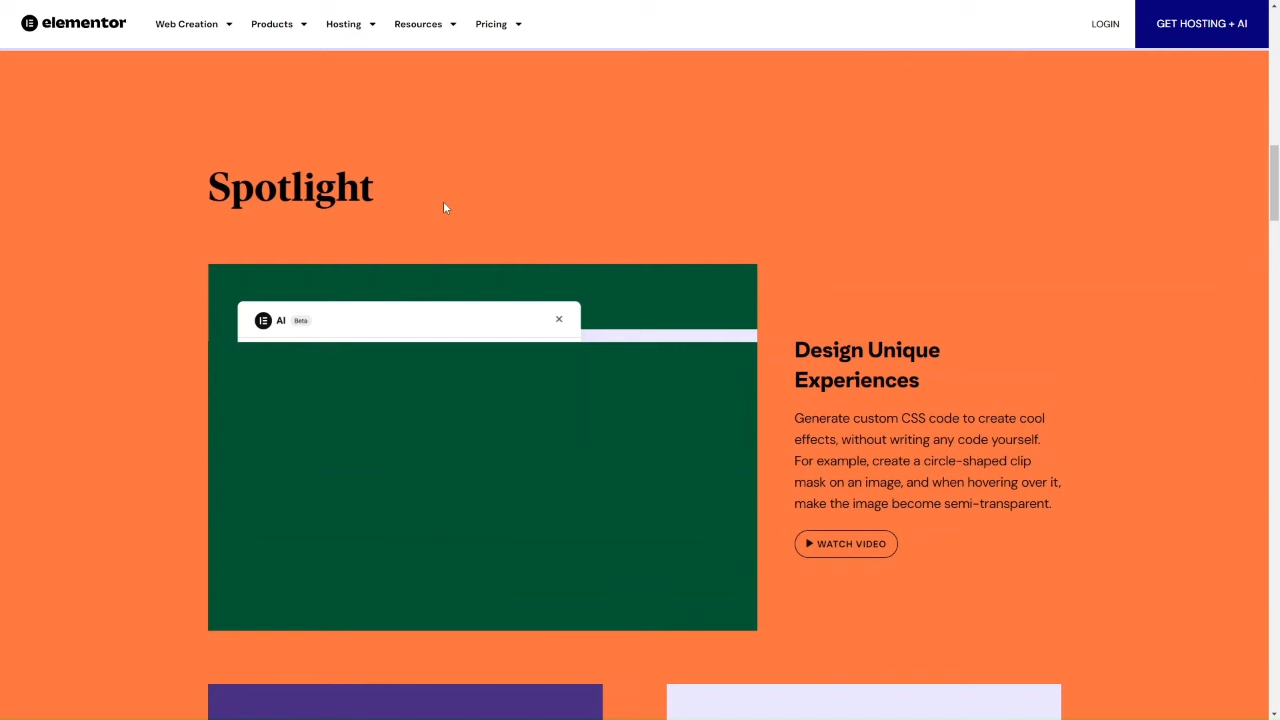 elementor
Web Creation
Products
Hosting
Resources
Pricing
LOGIN
GET HOSTING + AI
Spotlight
AI Beta
Design Unique
Experiences
Generate custom CSS code to create cool
effects, without writing any code yourself.
For example, create a circle-shaped clip
mask on an image, and when hovering over it,
make the image become semi-transparent.
WATCH VIDEO